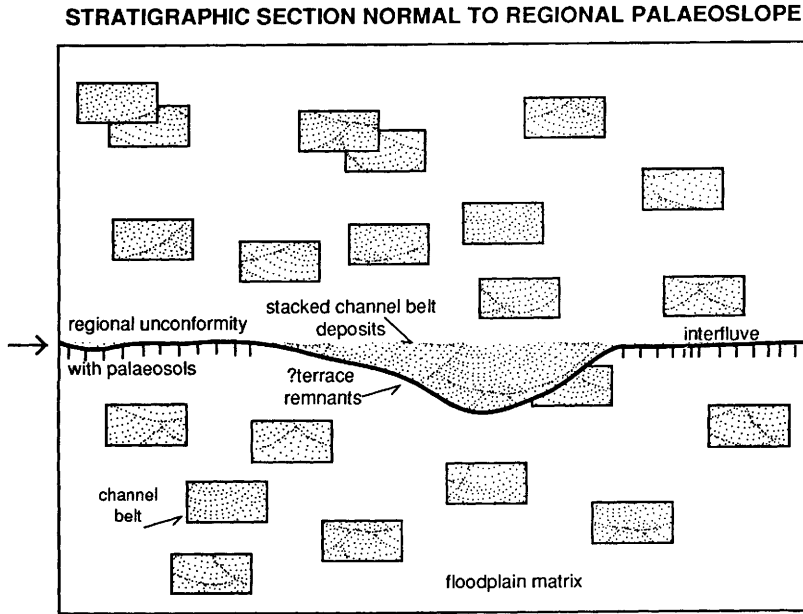 STRATIGRAPHIC SECTION NORMAL TO REGIONAL PALAEOSLOPE
stacked channel belt
deposits
regional unconformity
interfluve
with palaeosols
?terrace
remnants
channel
belt
floodplain matrix